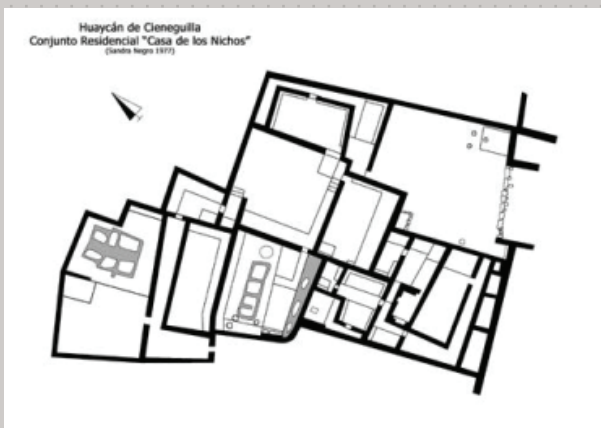 Huaycán de Cieneguilla
Conjunto Residencial "Casa de los Nichos"
(Sandra Negro 1977)